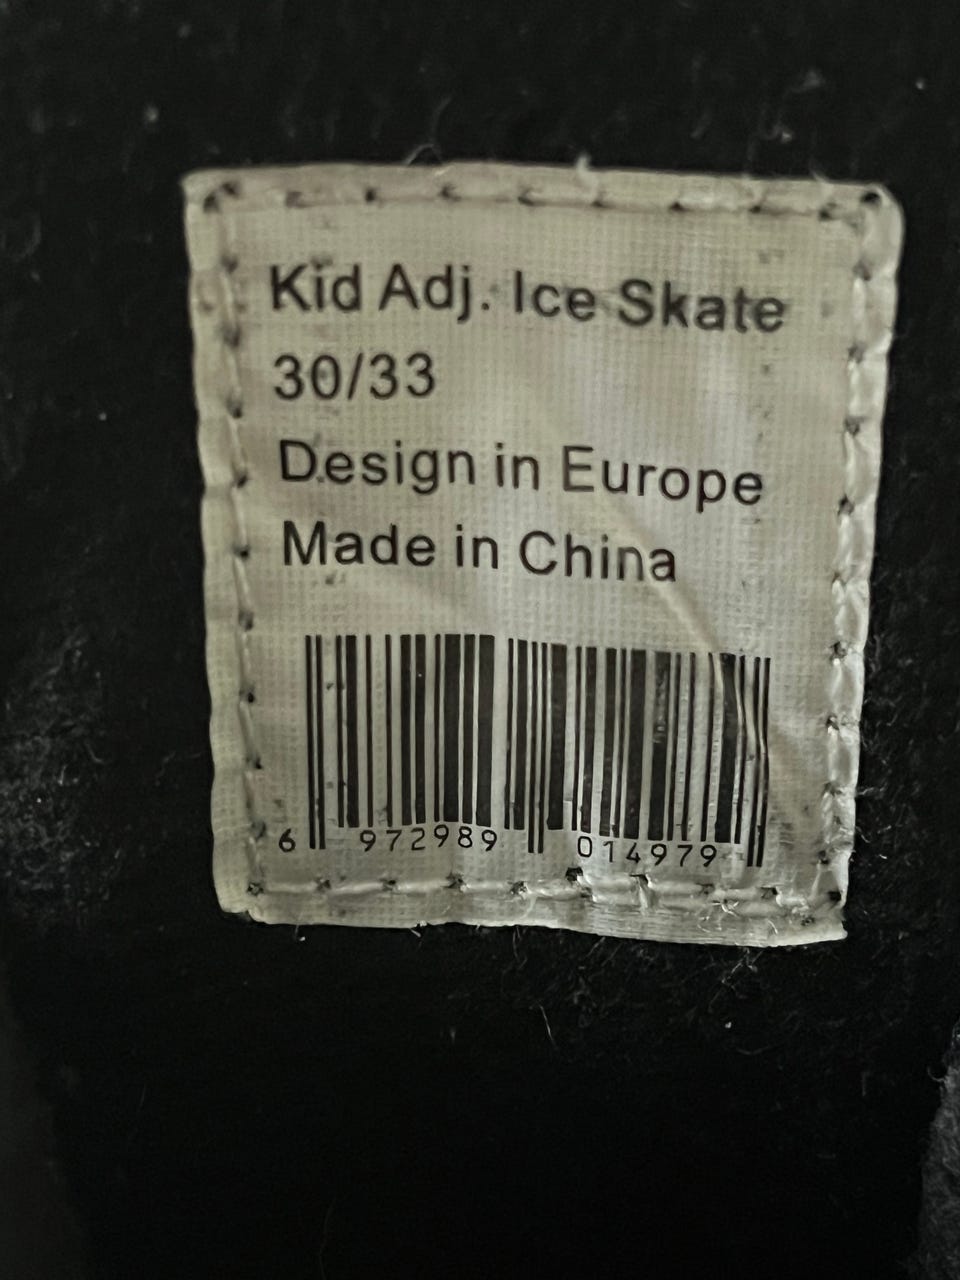 Kid Adj. Ice Skate
30/33
Design in Europe
Made in China
6 972989 014979